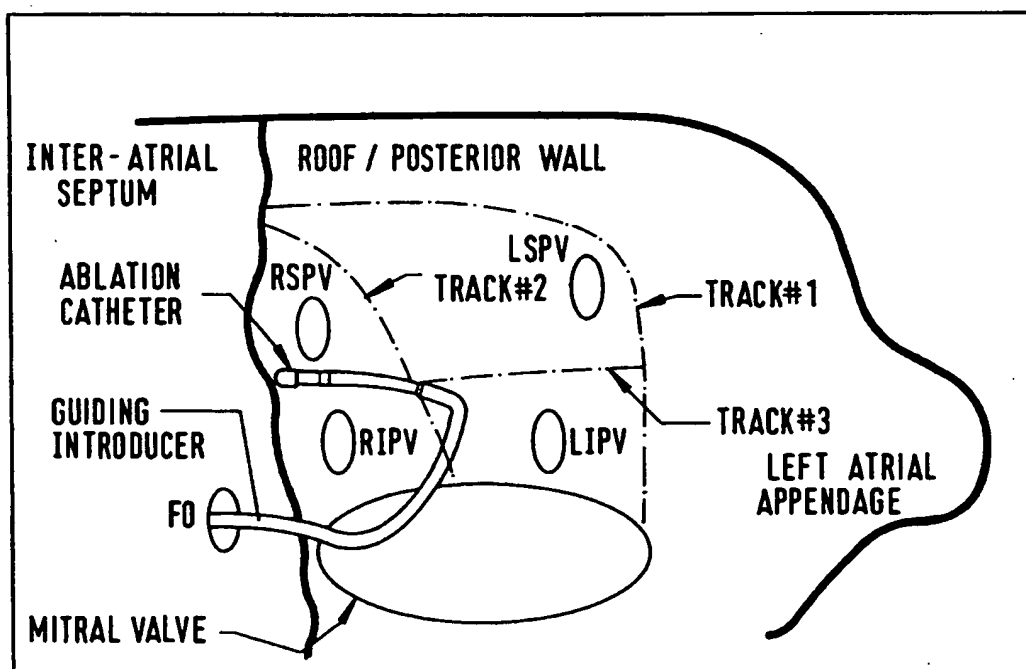 INTER-ATRIAL
SEPTUM
ROOF / POSTERIOR WALL
ABLATION
CATHETER
RSPV
LSPV
TRACK#2
TRACK#1
GUIDING
INTRODUCER
TRACK#3
RIPV
LIPV
LEFT ATRIAL
APPENDAGE
FO
MITRAL VALVE